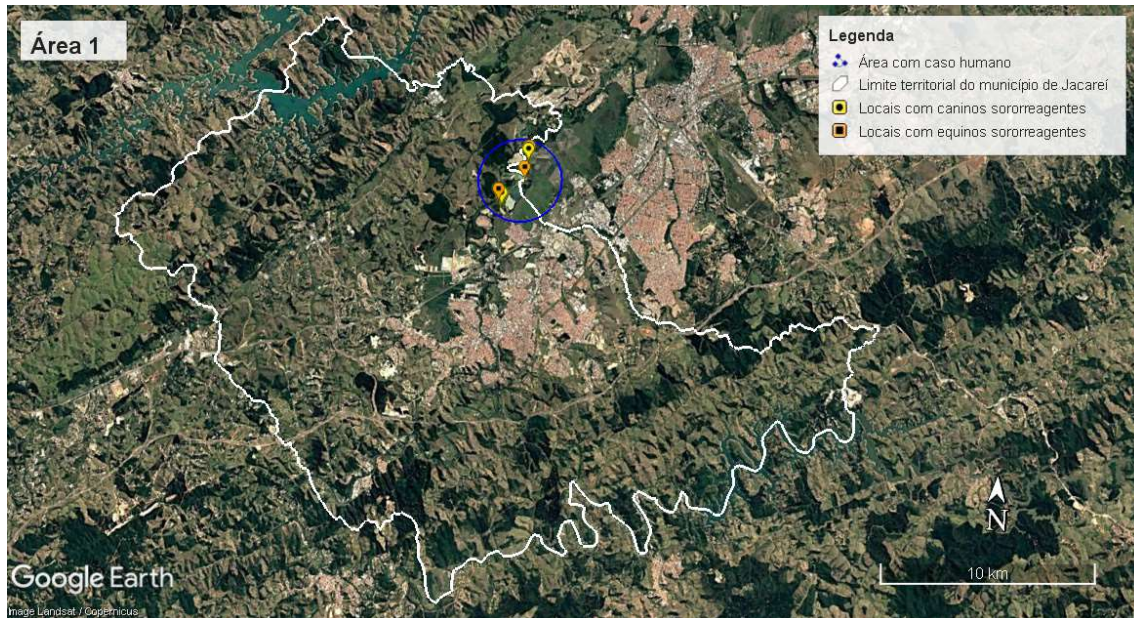 Área 1
Legenda
Área com caso humano
Limite territorial do município de Jacareí
Locais com caninos sororreagentes
Locais com equinos sororreagentes
N
10 km
Google Earth
Image Landsat / Copernicus